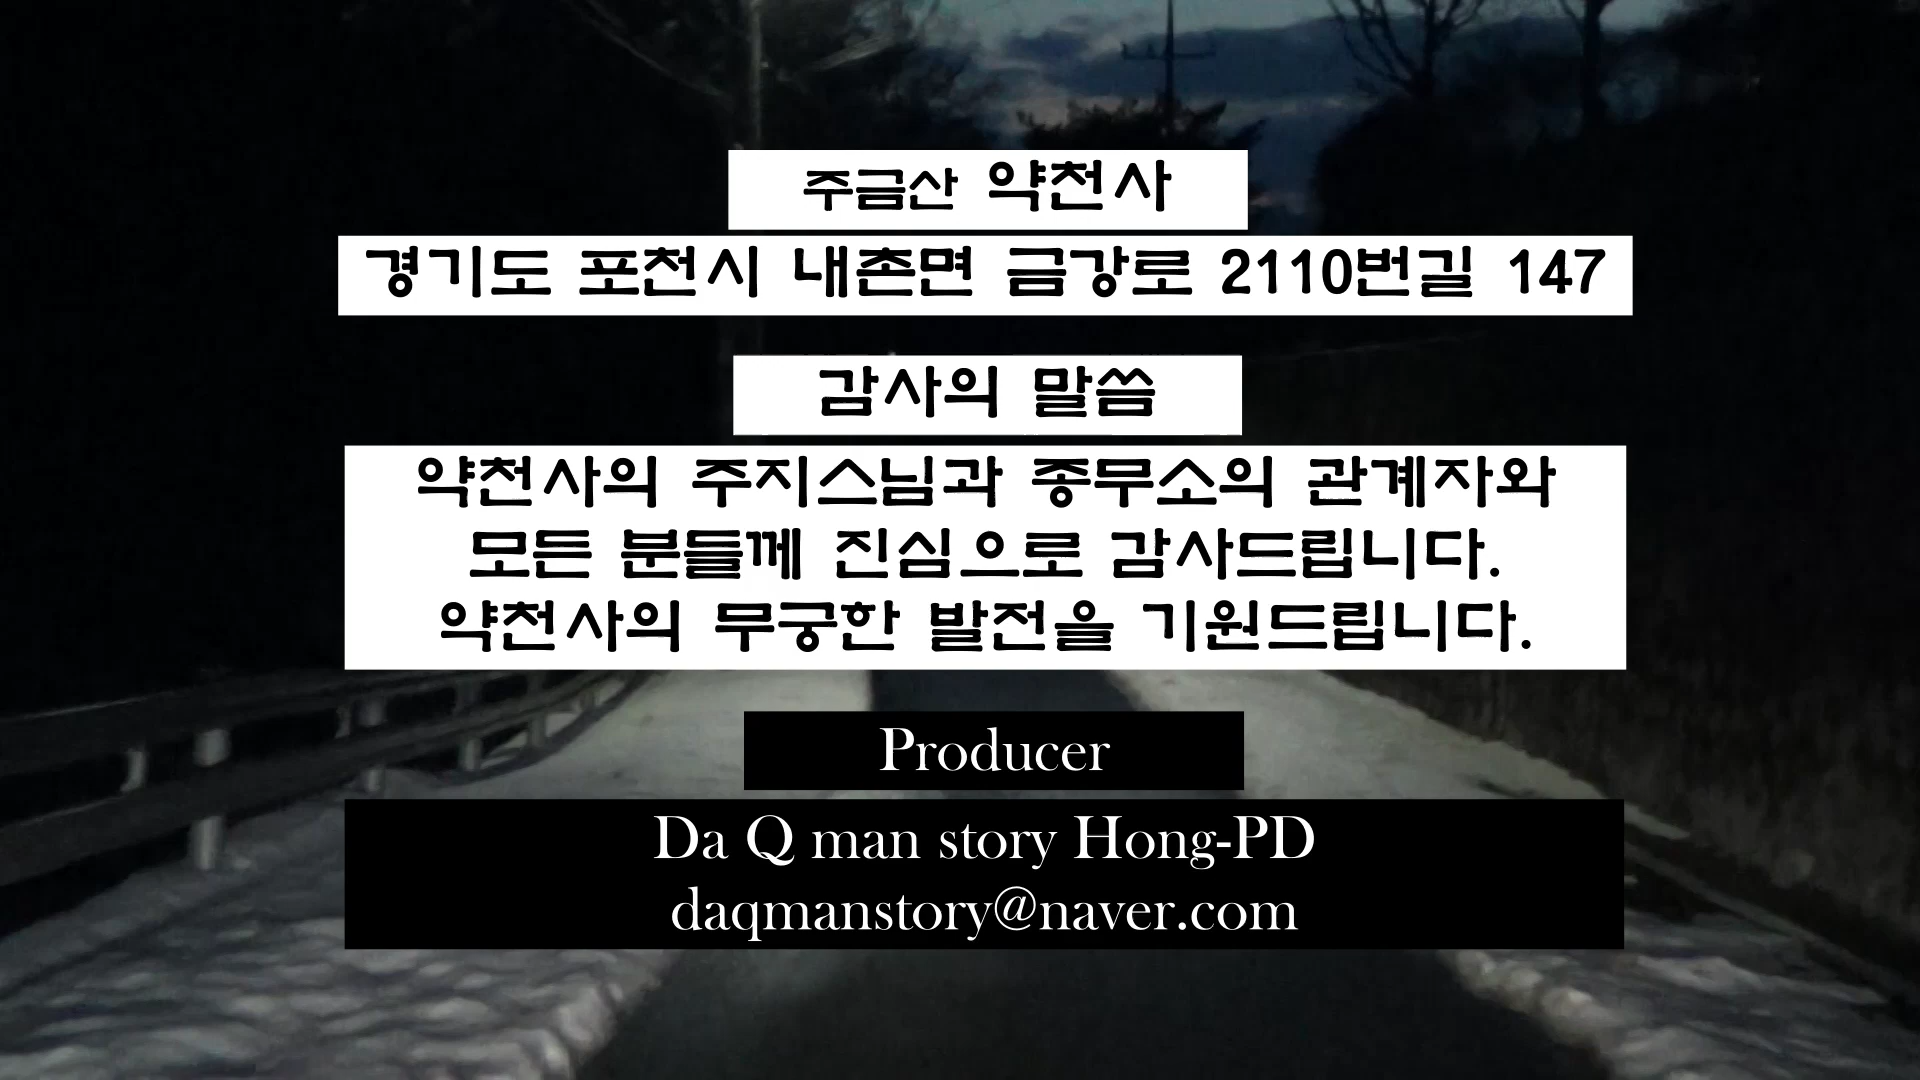 주금산 약천사
경기도 포천시 내촌면 금강로 2110번길 147
감사의 말씀
약천사의 주지스님과 종무소의 관계자와
모든 분들께 진심으로 감사드립니다.
약천사의 무궁한 발전을 기원드립니다.
Producer
Da Q man story Hong-PD
daqmanstory@naver.com